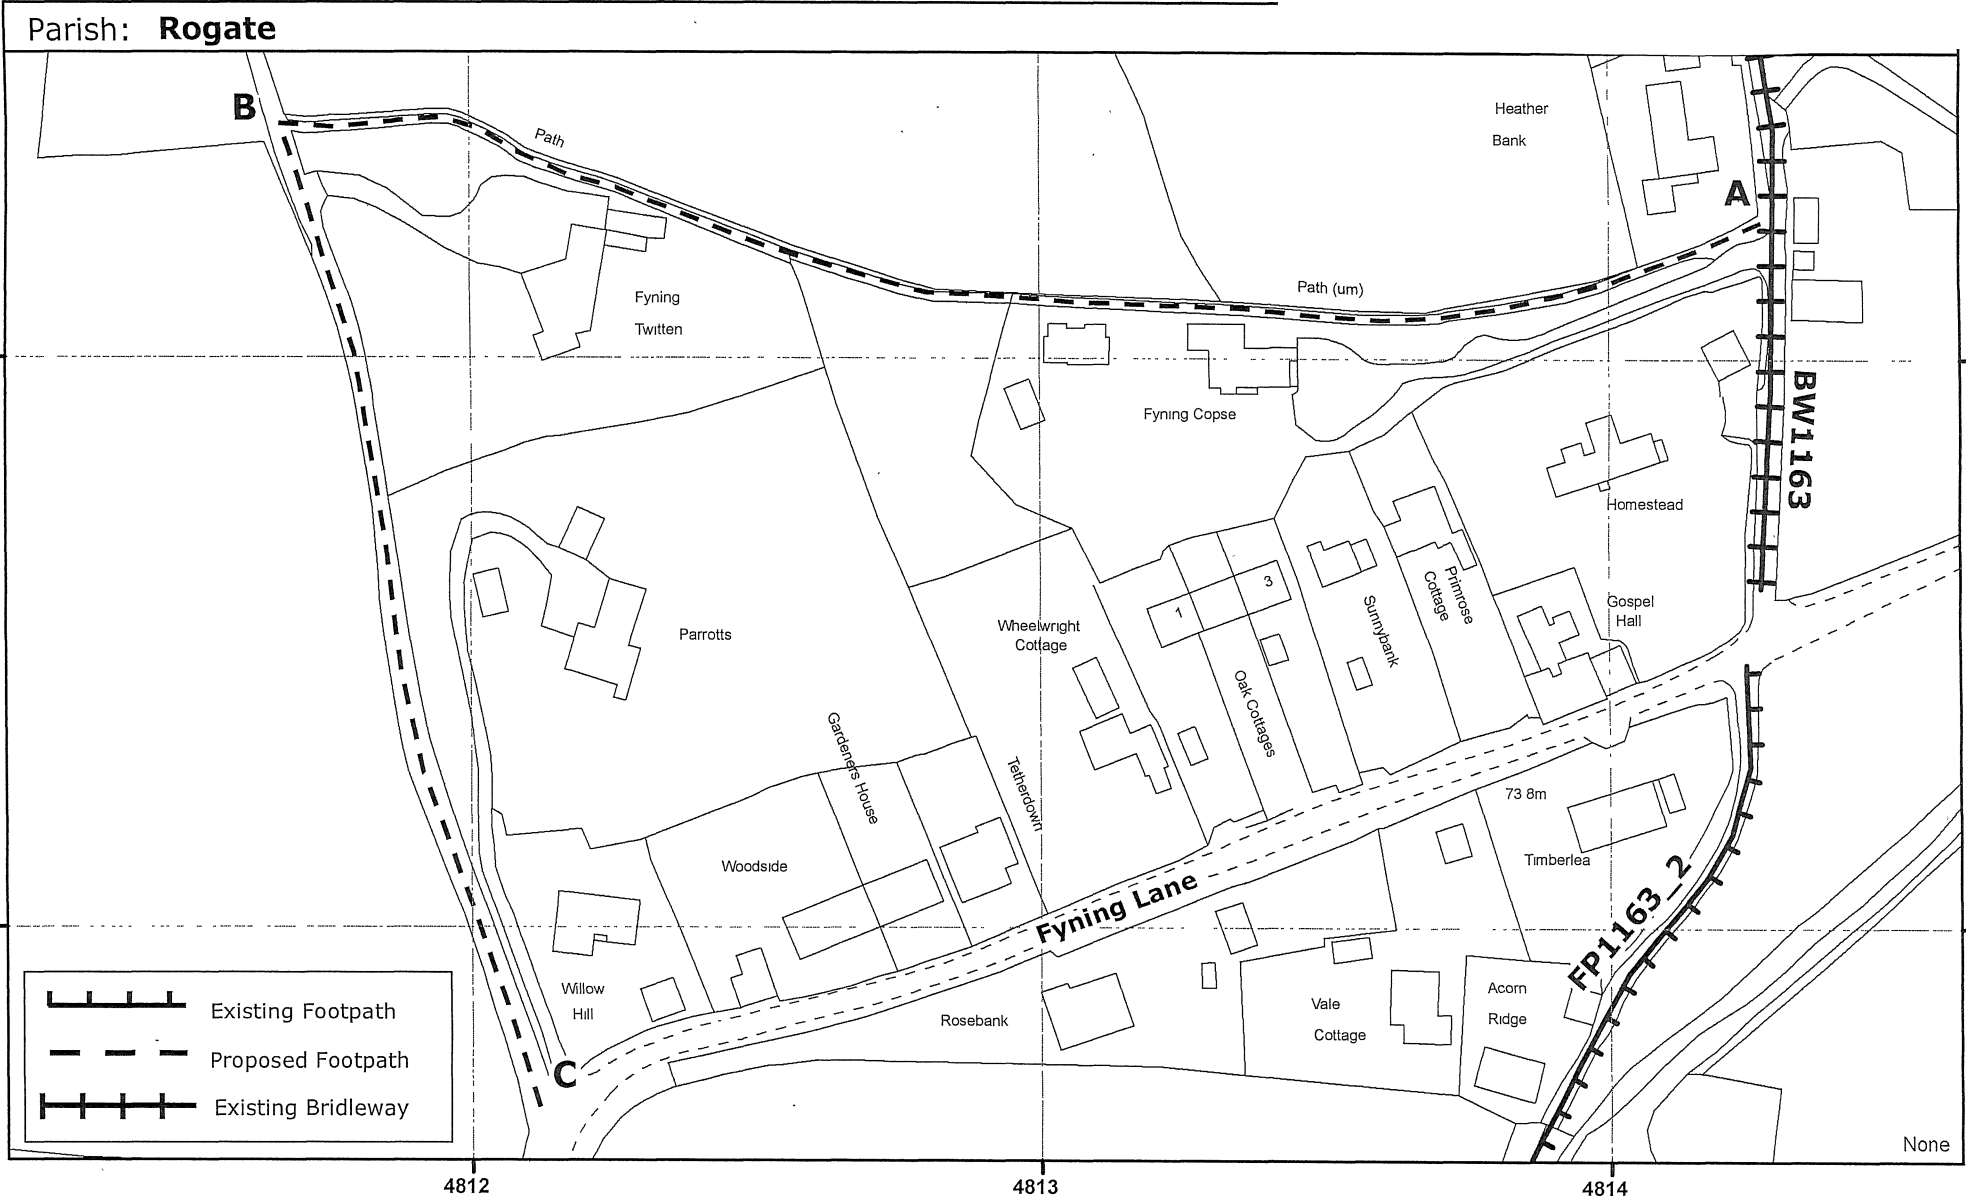 Parish: Rogate
B
Path
Heather
Bank
A
Path (um)
Fyning
Twitten
Fyning Copse
BW1163
Homestead
Primrose
Cottage
Gospel
Hall
3
1
Sunnybank
Wheelwright
Cottage
Parrotts
Oak Cottages
Gardeners House
Tetherdown
73 8m
Timberlea
Woodside
Fyning Lane
FP1163_2
Willow
Hill
Rosebank
Vale
Cottage
Acorn
Ridge
C
Existing Footpath
Proposed Footpath
Existing Bridleway
None
4812
4813
4814